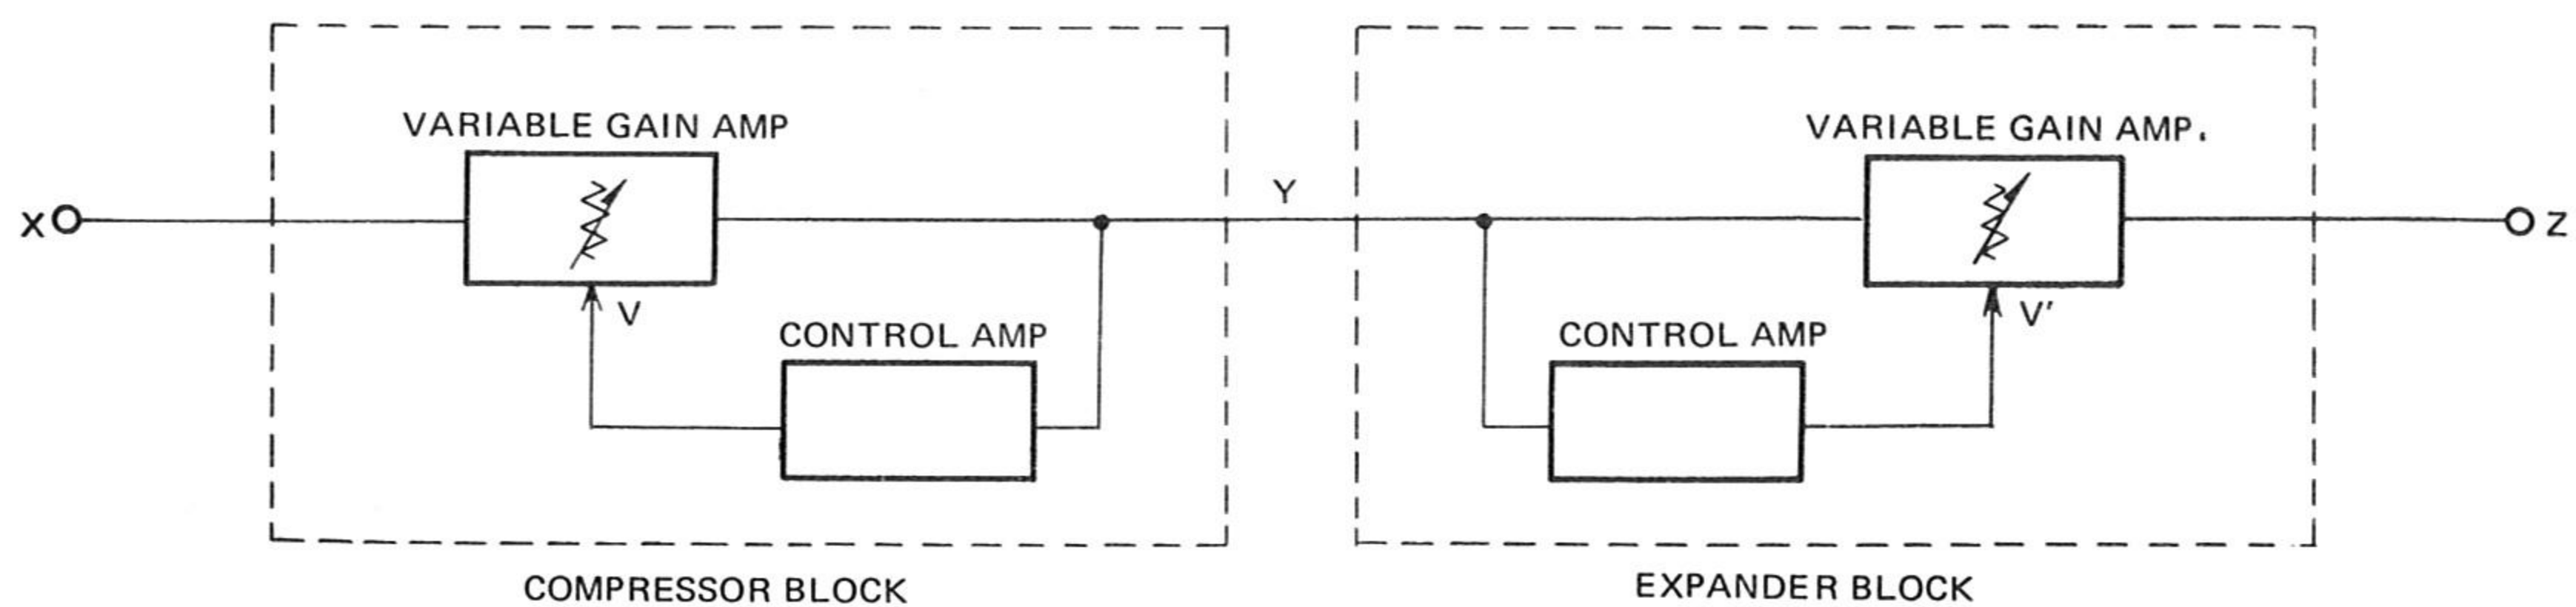 VARIABLE GAIN AMP
VARIABLE GAIN AMP.
X
Y
Z
V
V'
CONTROL AMP
CONTROL AMP
COMPRESSOR BLOCK
EXPANDER BLOCK